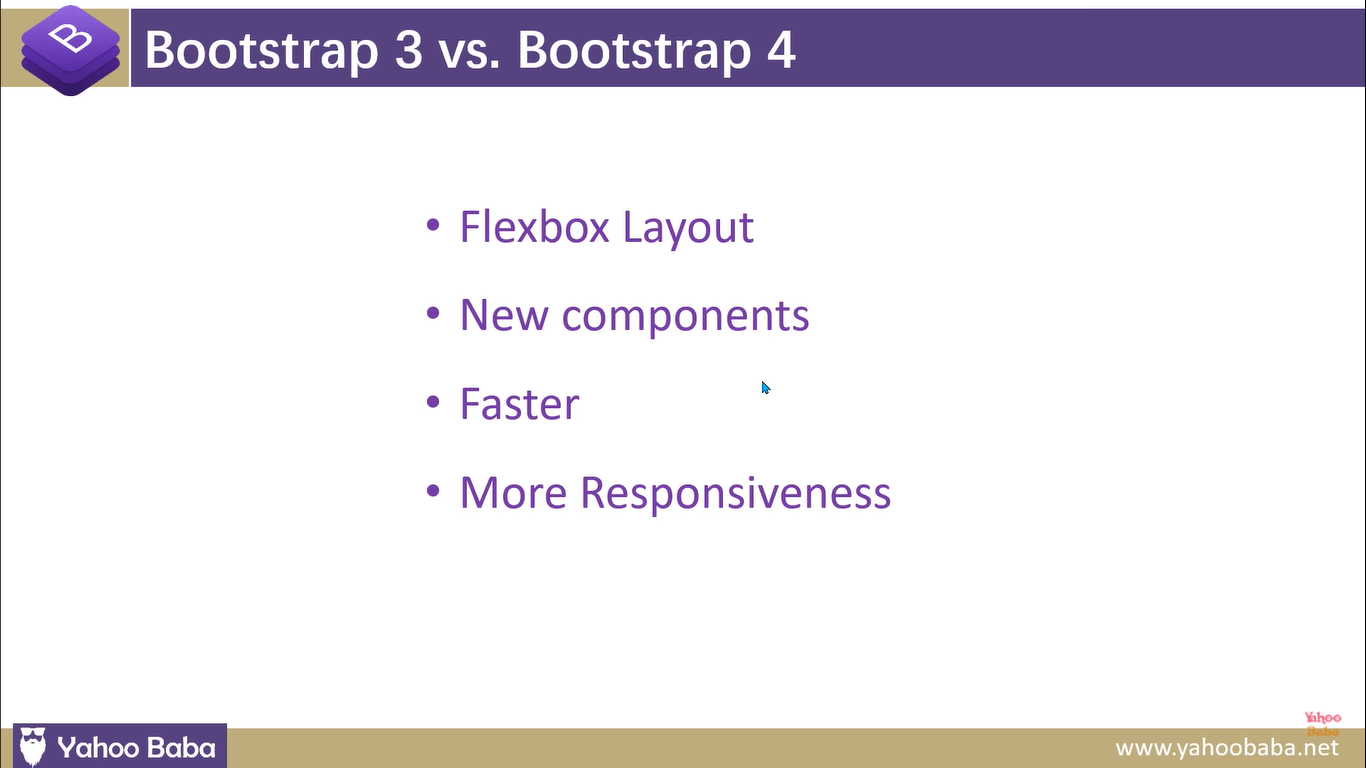 B
Bootstrap 3 vs. Bootstrap 4
• Flexbox Layout
• New components
• Faster
• More Responsiveness
Yahoo
Baba
Yahoo Baba
www.yahoobaba.net